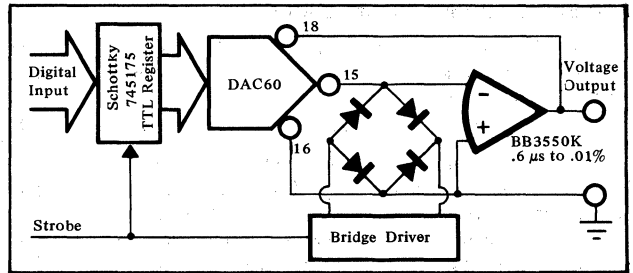 18
Digital
Input
Schottky
745175
TTL Register
DAC60
15
16
Voltage
Output
-
+
BB3550K
.6 µs to .01%
Strobe
Bridge Driver